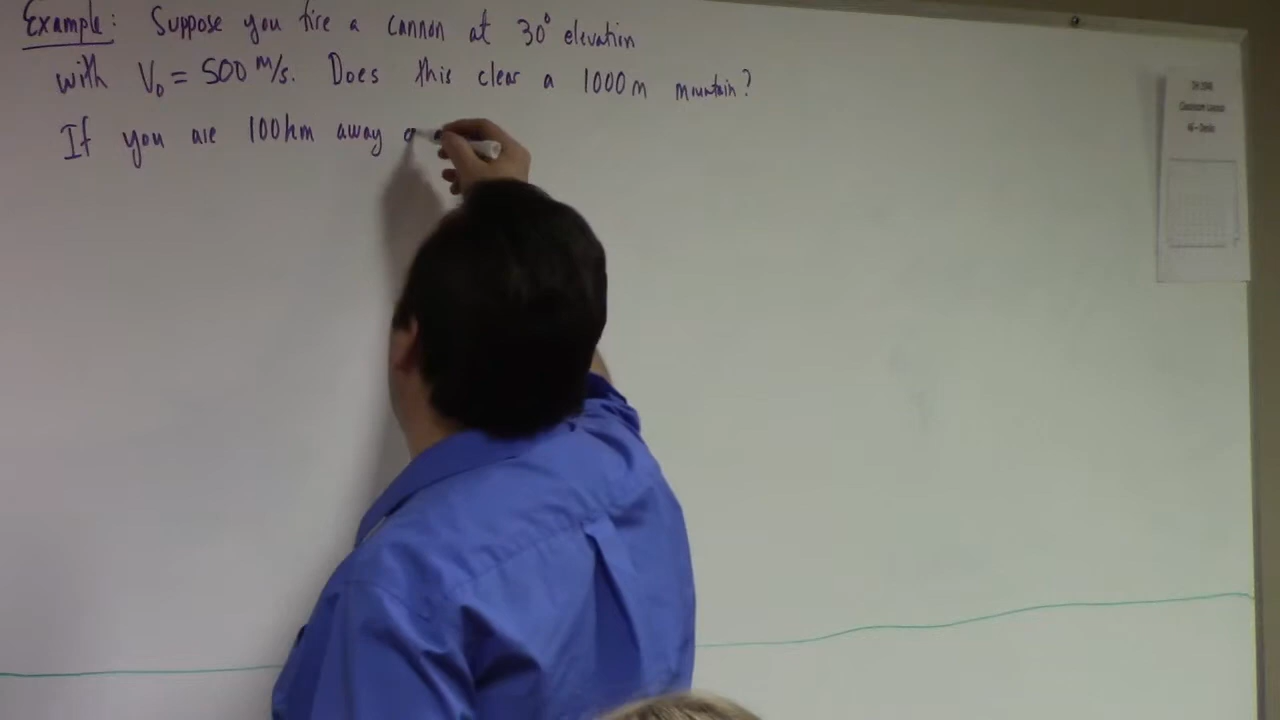 Example: Suppose you fire a cannon at 30° elevation
with V₀ = 500 m/s. Does this clear a 1000m mountain?
If you are 100km away